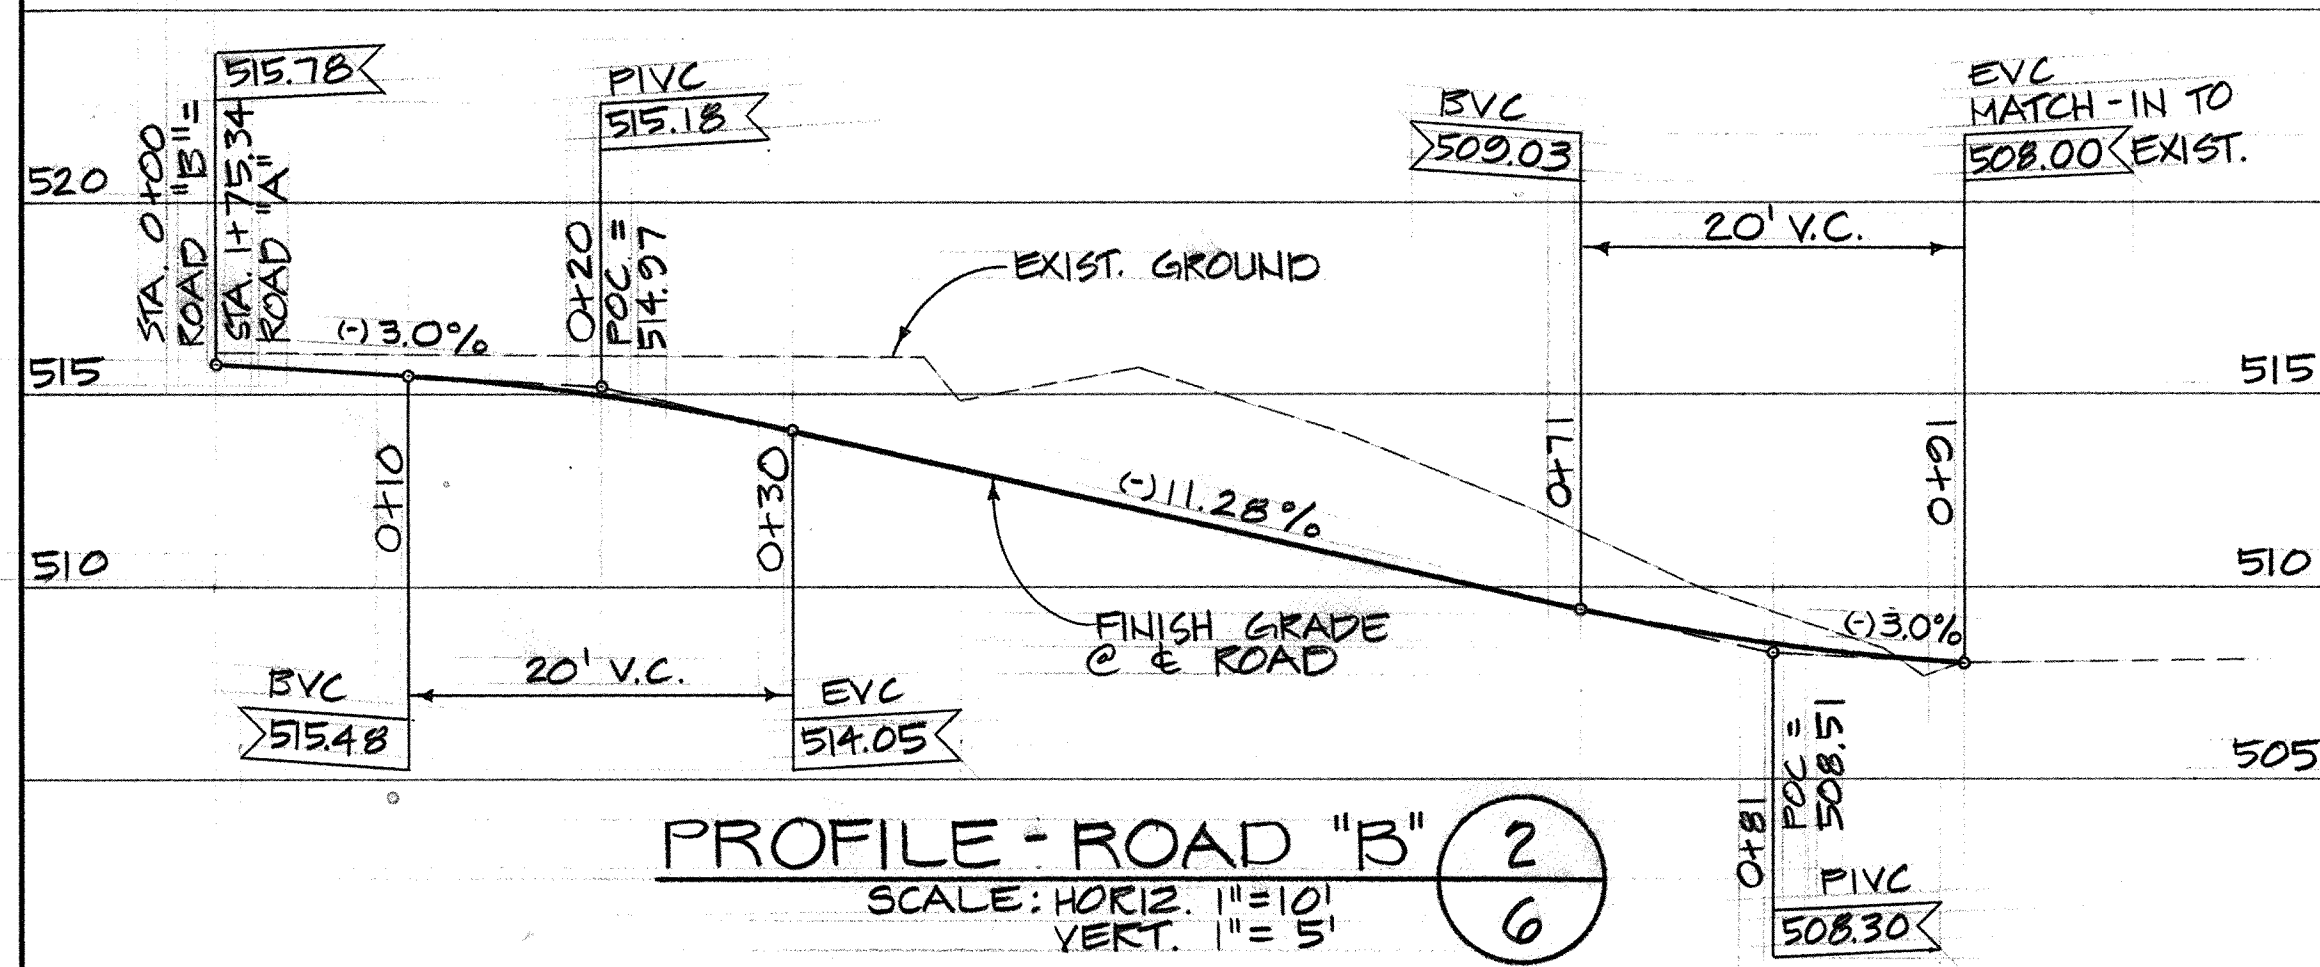 515.78
STA. 0+00
ROAD "B"=
STA. 1+75.34
ROAD "A"
(-) 3.0%
PIVC
515.18
0+20
POC =
514.97
EXIST. GROUND
BVC
509.03
20' V.C.
EVC
MATCH-IN TO
508.00 EXIST.
520
515
515
510
510
505
0+10
0+30
(-) 11.28%
0+71
0+91
(-) 3.0%
FINISH GRADE
@ ℄ ROAD
BVC
515.48
20' V.C.
EVC
514.05
0+81
POC =
508.51
PIVC
508.30
PROFILE - ROAD "B"
SCALE: HORIZ. 1"=10'
VERT. 1"= 5'
2
6